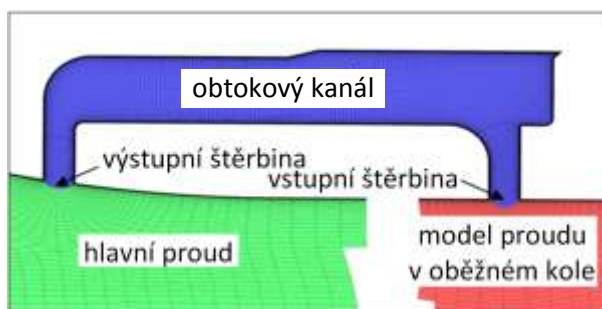 obtokový kanál
výstupní štěrbina
vstupní štěrbina
hlavní proud
model proudu
v oběžném kole